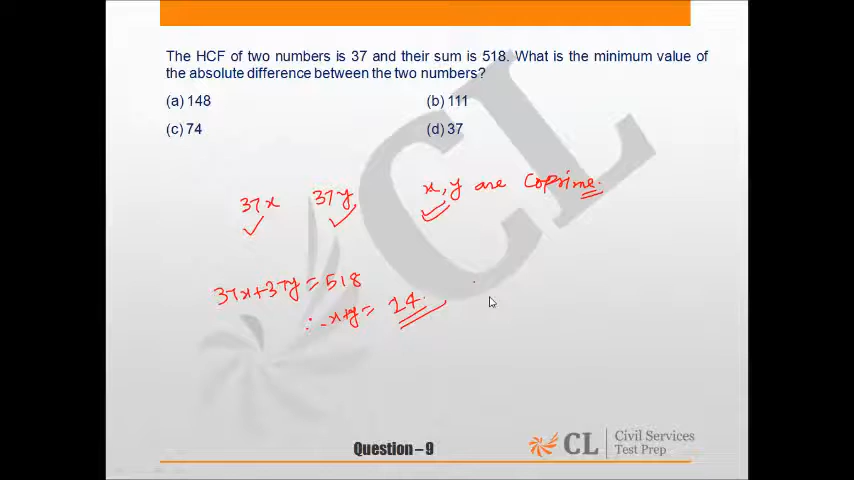 The HCF of two numbers is 37 and their sum is 518. What is the minimum value of
the absolute difference between the two numbers?
(a) 148 (b) 111
(c) 74 (d) 37
37x 37y x, y are Coprime.
37x+37y = 518
∴ x+y = 14.
Question – 9
CL Civil Services
Test Prep
CL